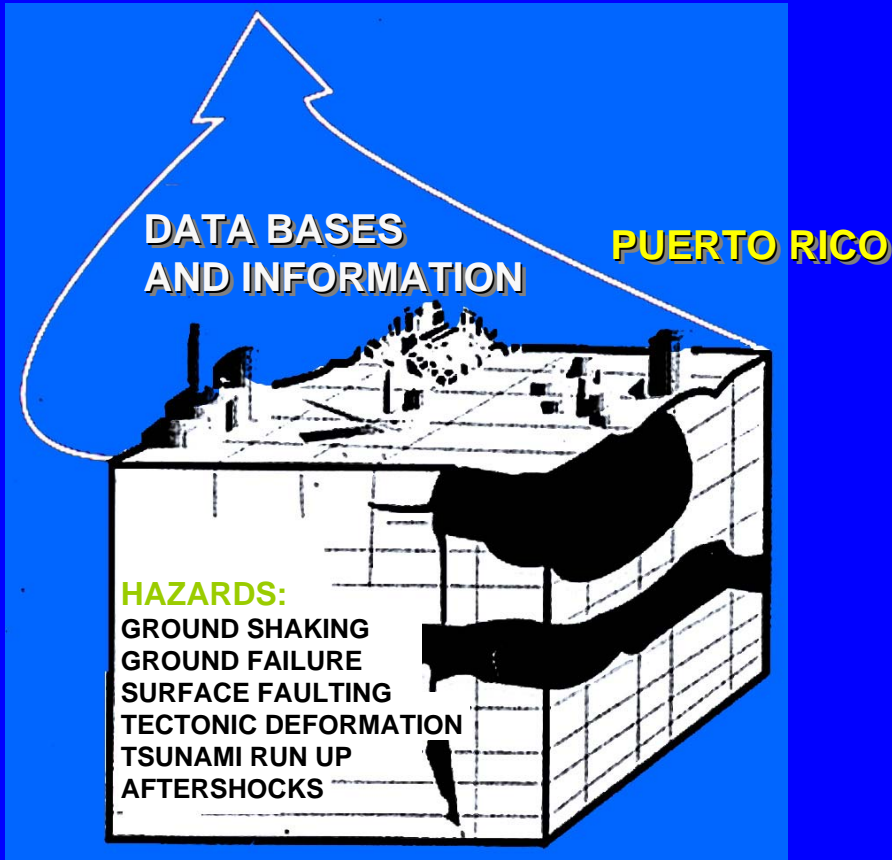 DATA BASES
AND INFORMATION
PUERTO RICO
HAZARDS:
GROUND SHAKING
GROUND FAILURE
SURFACE FAULTING
TECTONIC DEFORMATION
TSUNAMI RUN UP
AFTERSHOCKS